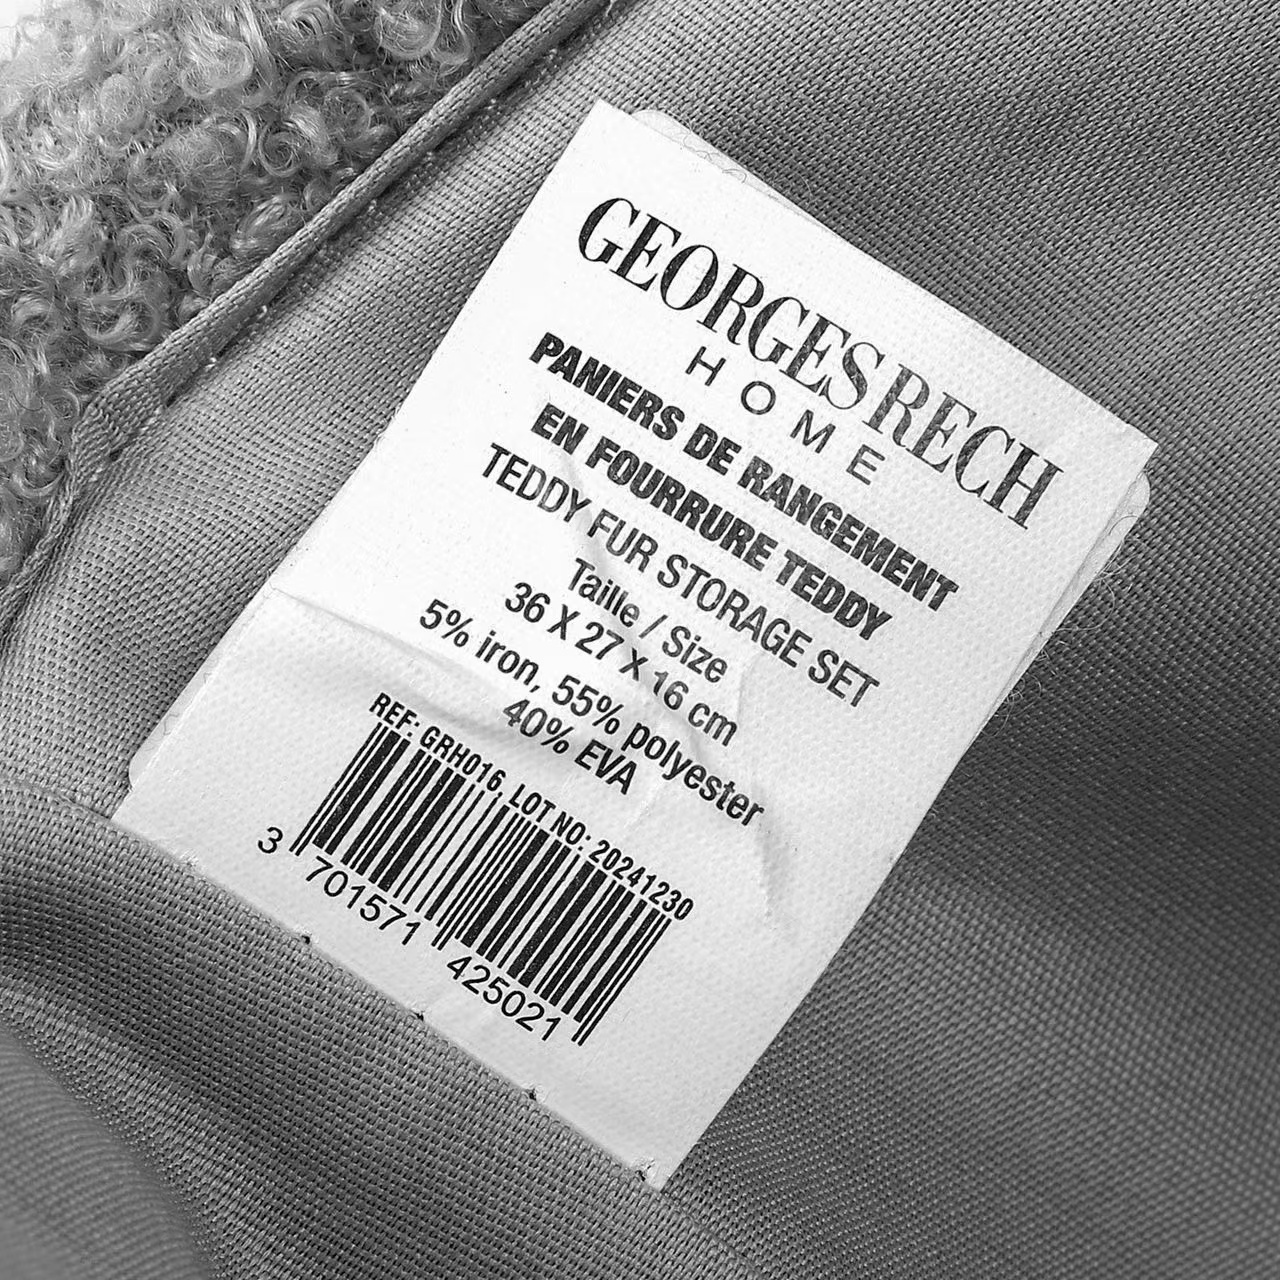 GEORGES RECH
HOME
PANIERS DE RANGEMENT
EN FOURRURE TEDDY
TEDDY FUR STORAGE SET
Taille / Size
36 X 27 X 16 cm
5% iron, 55% polyester
40% EVA
REF: GRH016, LOT NO: 20241230
3 701571 425021